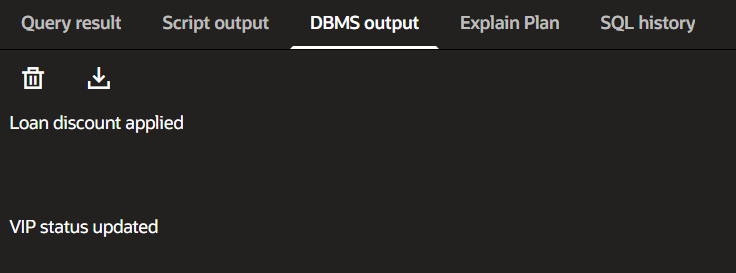 Query result Script output DBMS output Explain Plan SQL history
Loan discount applied
VIP status updated